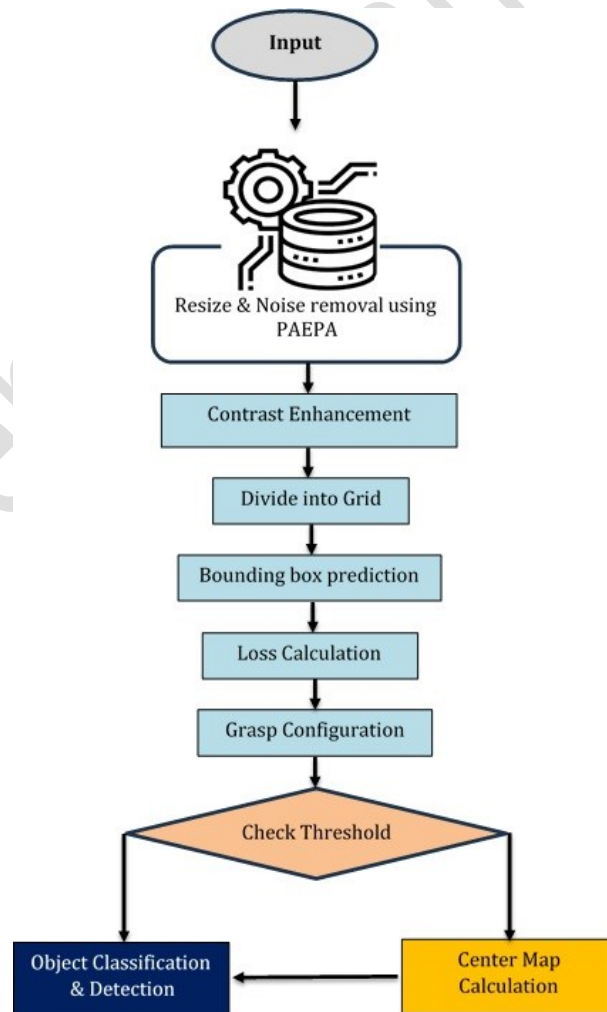 Input
Resize & Noise removal using
PAEPA
Contrast Enhancement
Divide into Grid
Bounding box prediction
Loss Calculation
Grasp Configuration
Check Threshold
Object Classification
& Detection
Center Map
Calculation